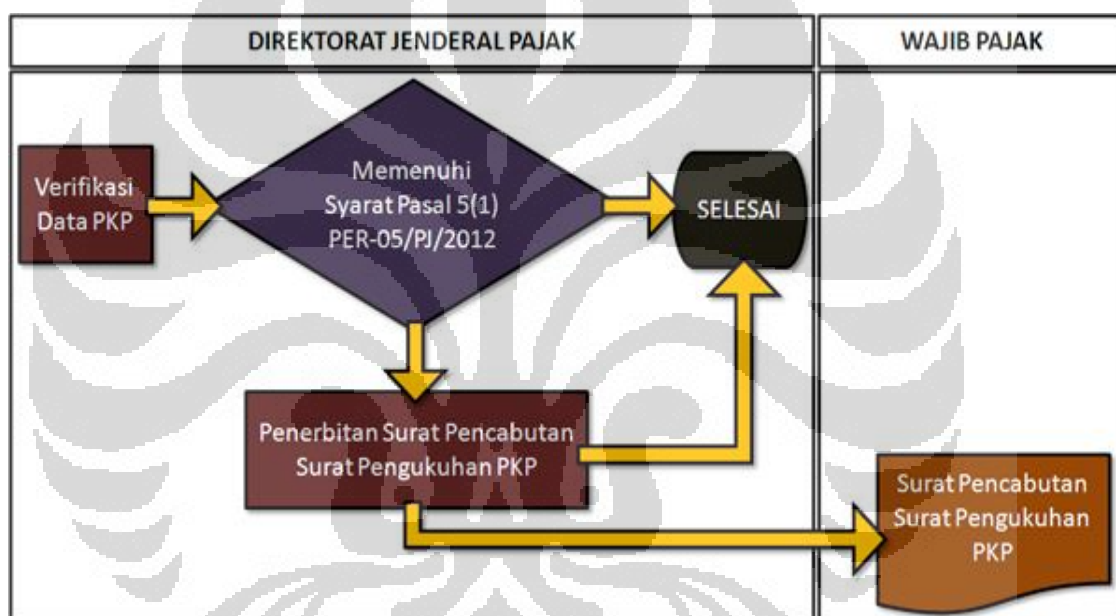 DIREKTORAT JENDERAL PAJAK
WAJIB PAJAK
Verifikasi
Data PKP
Memenuhi
Syarat Pasal 5(1)
PER-05/PJ/2012
SELESAI
Penerbitan Surat Pencabutan
Surat Pengukuhan PKP
Surat Pencabutan
Surat Pengukuhan
PKP